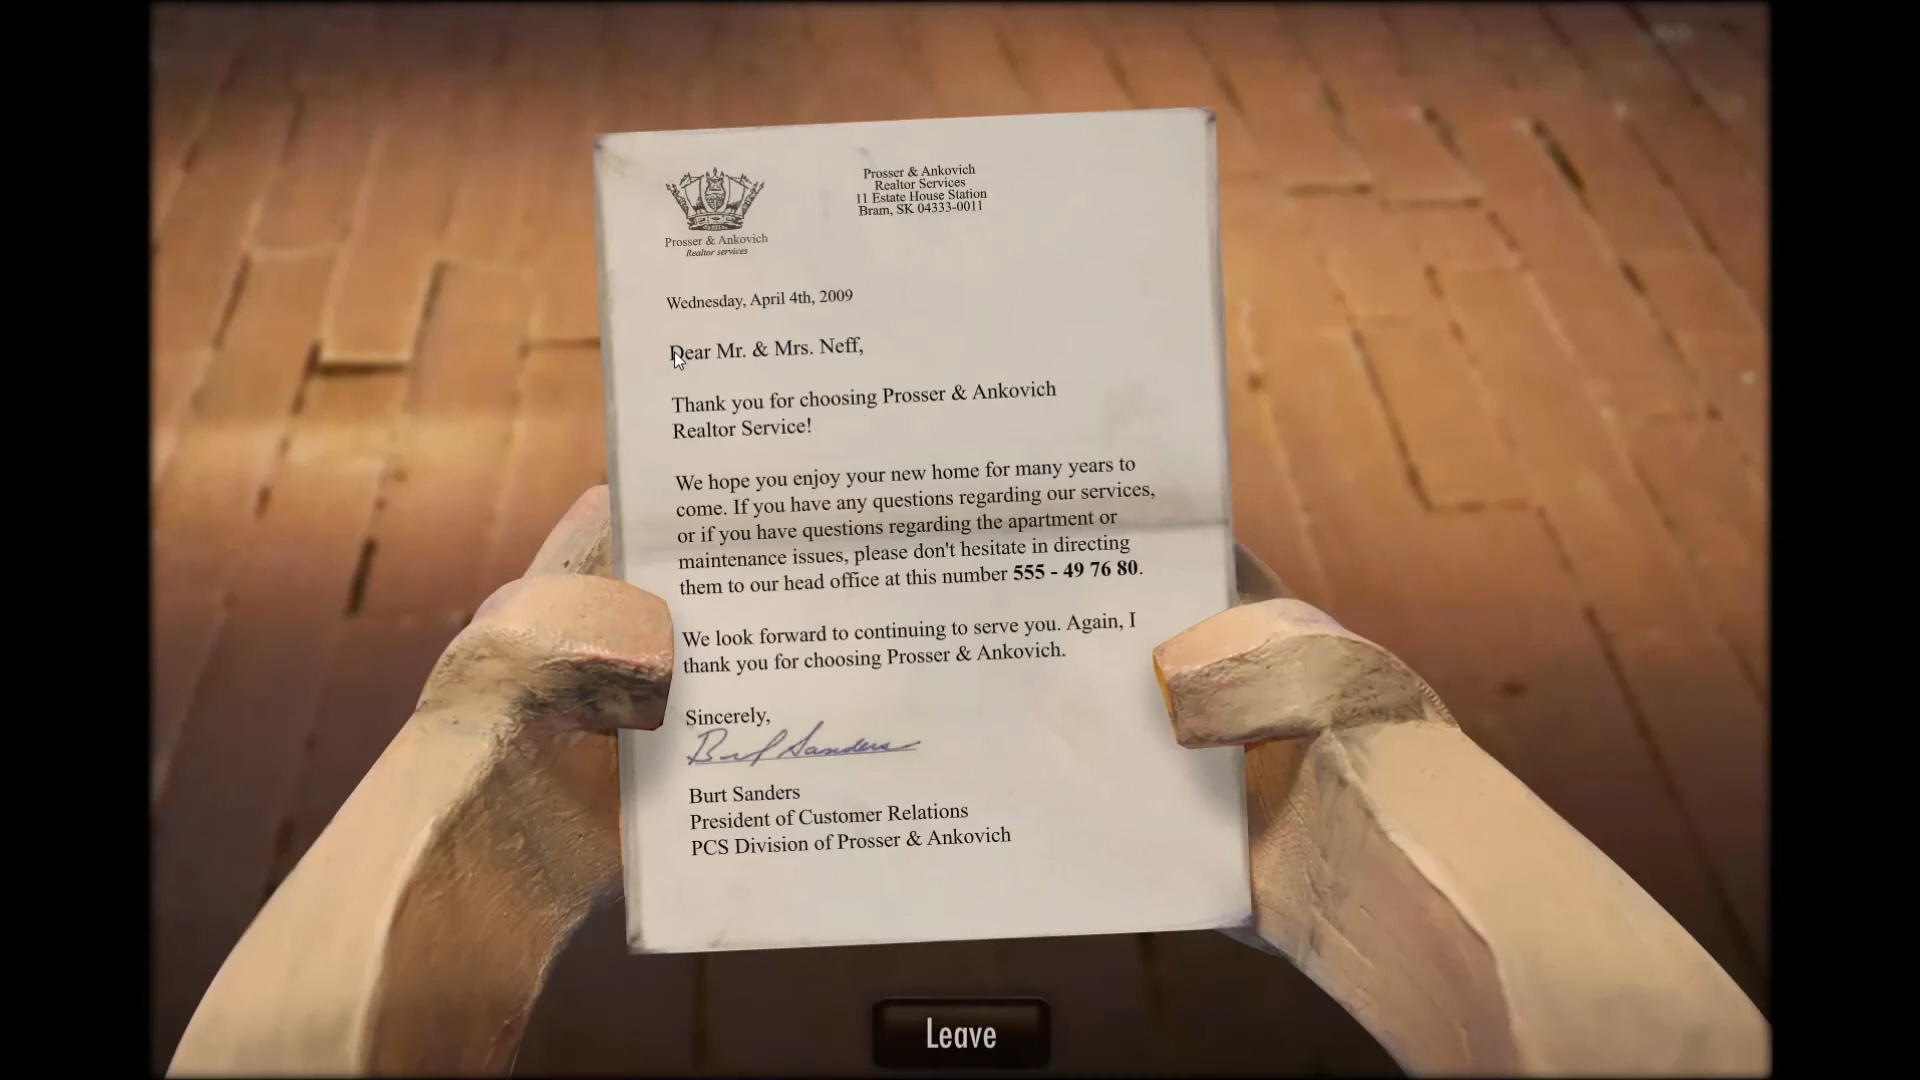 Prosser & Ankovich
Realtor services
Prosser & Ankovich
Realtor Services
11 Estate House Station
Bram, SK 04333-0011
Wednesday, April 4th, 2009
Dear Mr. & Mrs. Neff,
Thank you for choosing Prosser & Ankovich
Realtor Service!
We hope you enjoy your new home for many years to
come. If you have any questions regarding our services,
or if you have questions regarding the apartment or
maintenance issues, please don't hesitate in directing
them to our head office at this number 555 - 49 76 80.
We look forward to continuing to serve you. Again, I
thank you for choosing Prosser & Ankovich.
Sincerely,
Burt Sanders
Burt Sanders
President of Customer Relations
PCS Division of Prosser & Ankovich
Leave